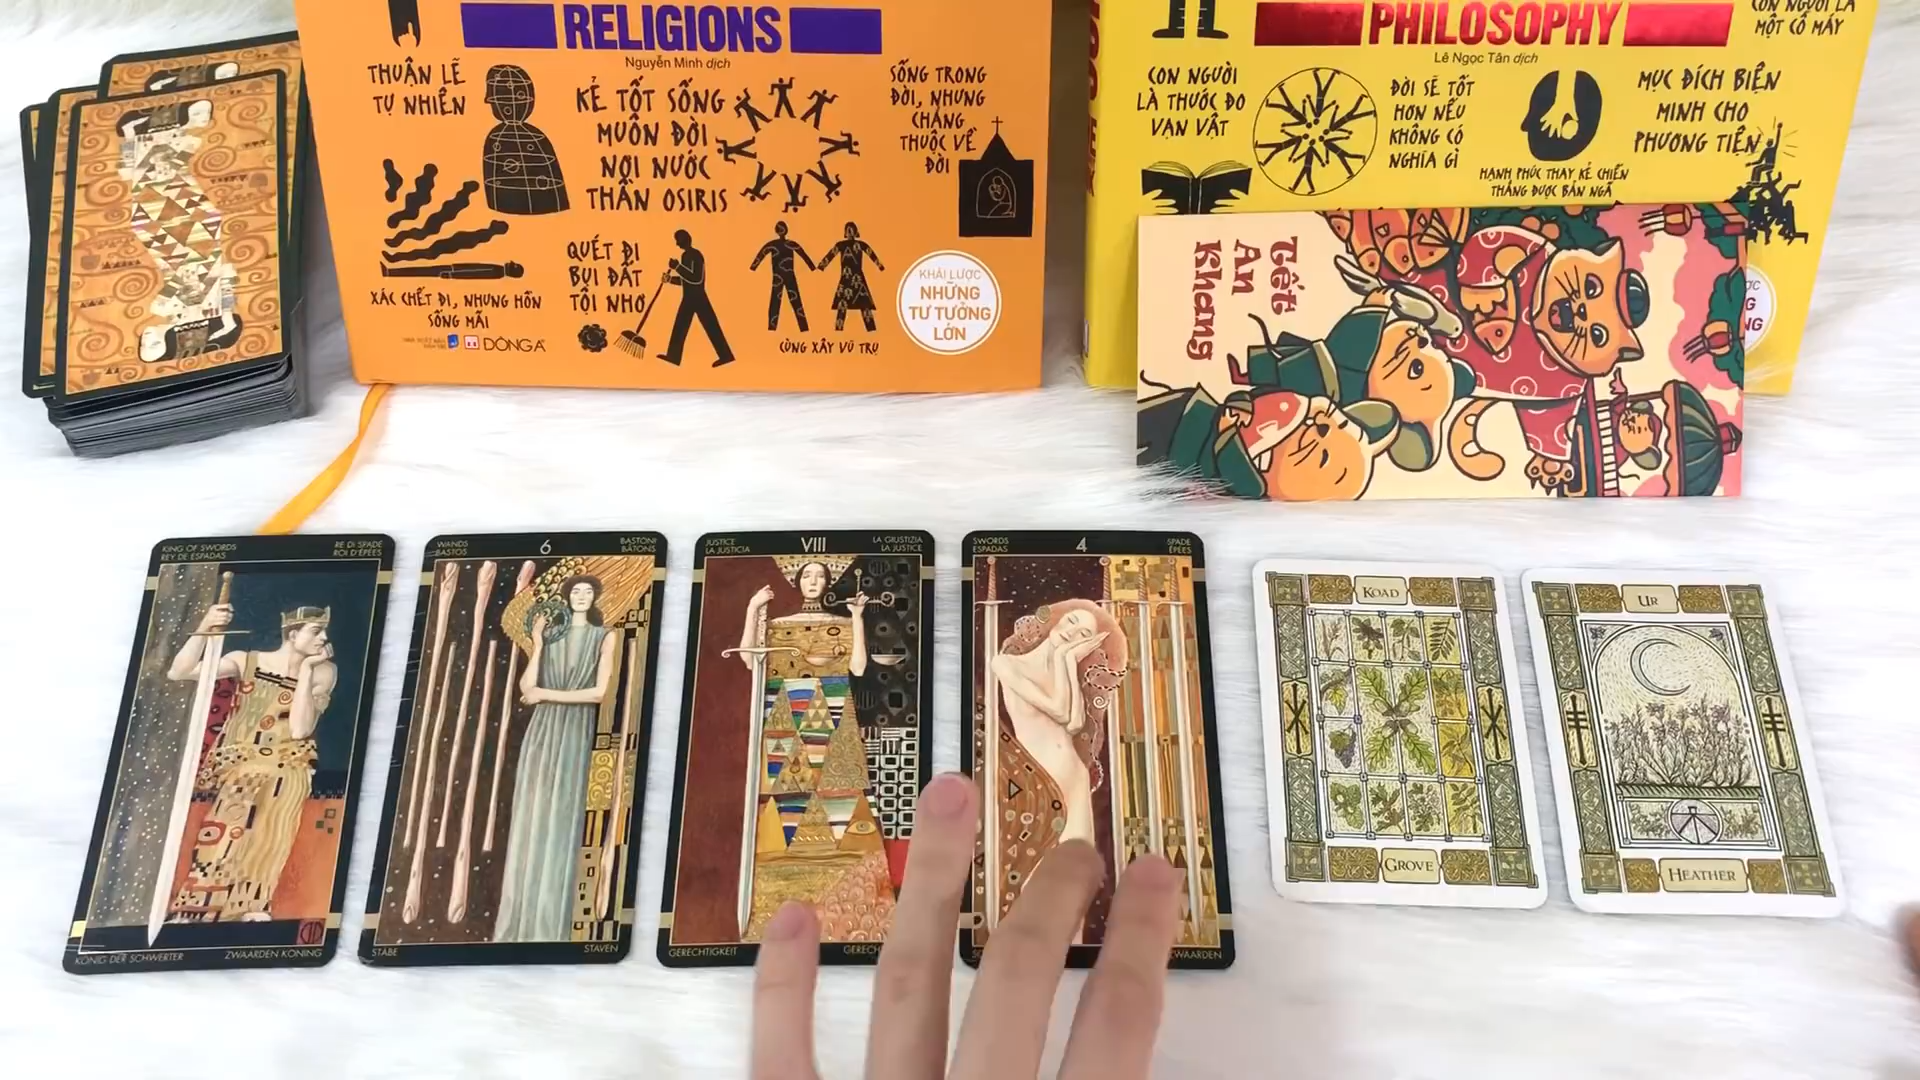 RELIGIONS
Nguyễn Minh dịch
THUẬN LẼ
TỰ NHIÊN
KẺ TỐT SỐNG
MUÔN ĐỜI
NƠI NƯỚC
THẦN OSIRIS
SỐNG TRONG
ĐỜI, NHƯNG
CHẲNG
THUỘC VỀ
ĐỜI
XÁC CHẾT ĐI, NHƯNG HỒN
SỐNG MÃI
QUÉT ĐI
BỤI ĐẤT
TỘI NHƠ
CÙNG XÂY VŨ TRỤ
KHÁI LƯỢC
NHỮNG
TƯ TƯỞNG
LỚN
ĐÔNG A
PHILOSOPHY
Lê Ngọc Tân dịch
CON NGƯỜI LÀ
MỘT CỖ MÁY
CON NGƯỜI
LÀ THƯỚC ĐO
VẠN VẬT
ĐỜI SẼ TỐT
HƠN NẾU
KHÔNG CÓ
NGHĨA GÌ
MỤC ĐÍCH BIỆN
MINH CHO
PHƯƠNG TIỆN
HẠNH PHÚC THAY KẺ CHIẾN
THẮNG ĐƯỢC BẢN NGÃ
Tết
An
Khang
KING OF SWORDS
REY DE ESPADAS
RE DI SPADE
ROI D'ÉPÉES
KÖNIG DER SCHWERTER
ZWAARDEN KONING
WANDS
BASTOS
6
BASTONI
BÂTONS
STÄBE
STAVEN
JUSTICE
LA JUSTICIA
VIII
LA GIUSTIZIA
LA JUSTICE
GERECHTIGKEIT
SWORDS
ESPADAS
4
SPADE
ÉPÉES
KOAD
GROVE
UR
HEATHER